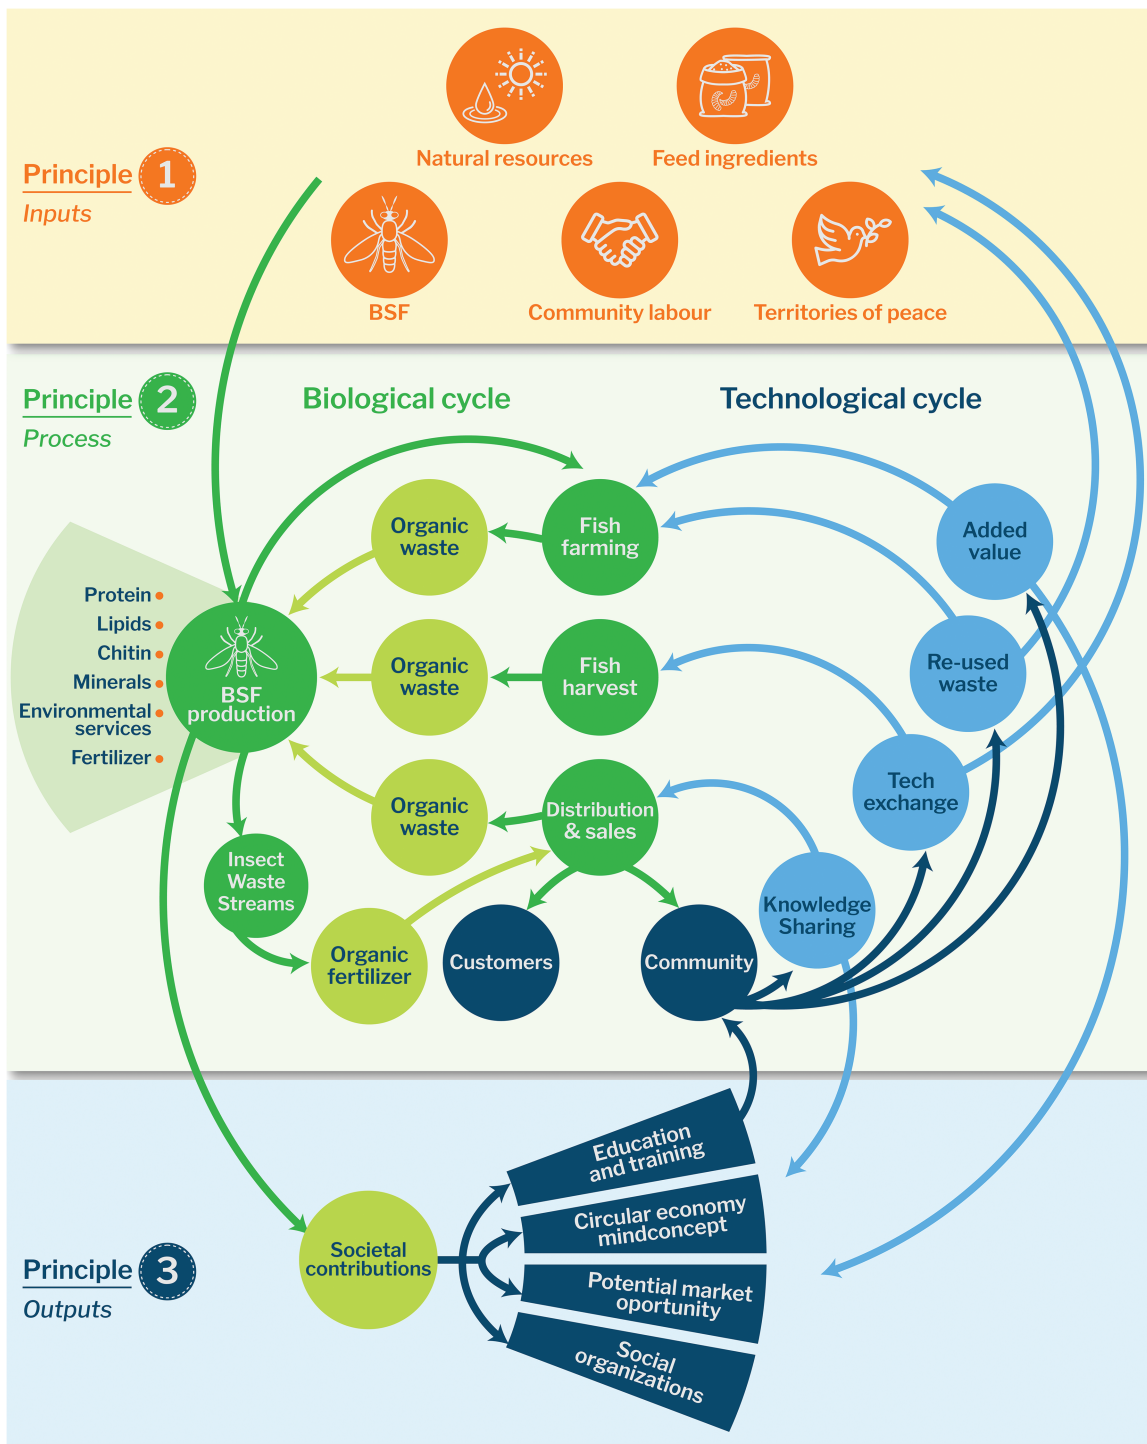 Natural resources
Feed ingredients
Principle 1
Inputs
BSF
Community labour
Territories of peace
Principle 2
Process
Biological cycle
Technological cycle
Organic
waste
Fish
farming
Added
value
Protein
Lipids
Chitin
Minerals
Environmental
services
Fertilizer
BSF
production
Organic
waste
Fish
harvest
Re-used
waste
Organic
waste
Distribution
& sales
Tech
exchange
Insect
Waste
Streams
Organic
fertilizer
Customers
Community
Knowledge
Sharing
Principle 3
Outputs
Societal
contributions
Education
and training
Circular economy
mindconcept
Potential market
oportunity
Social
organizations